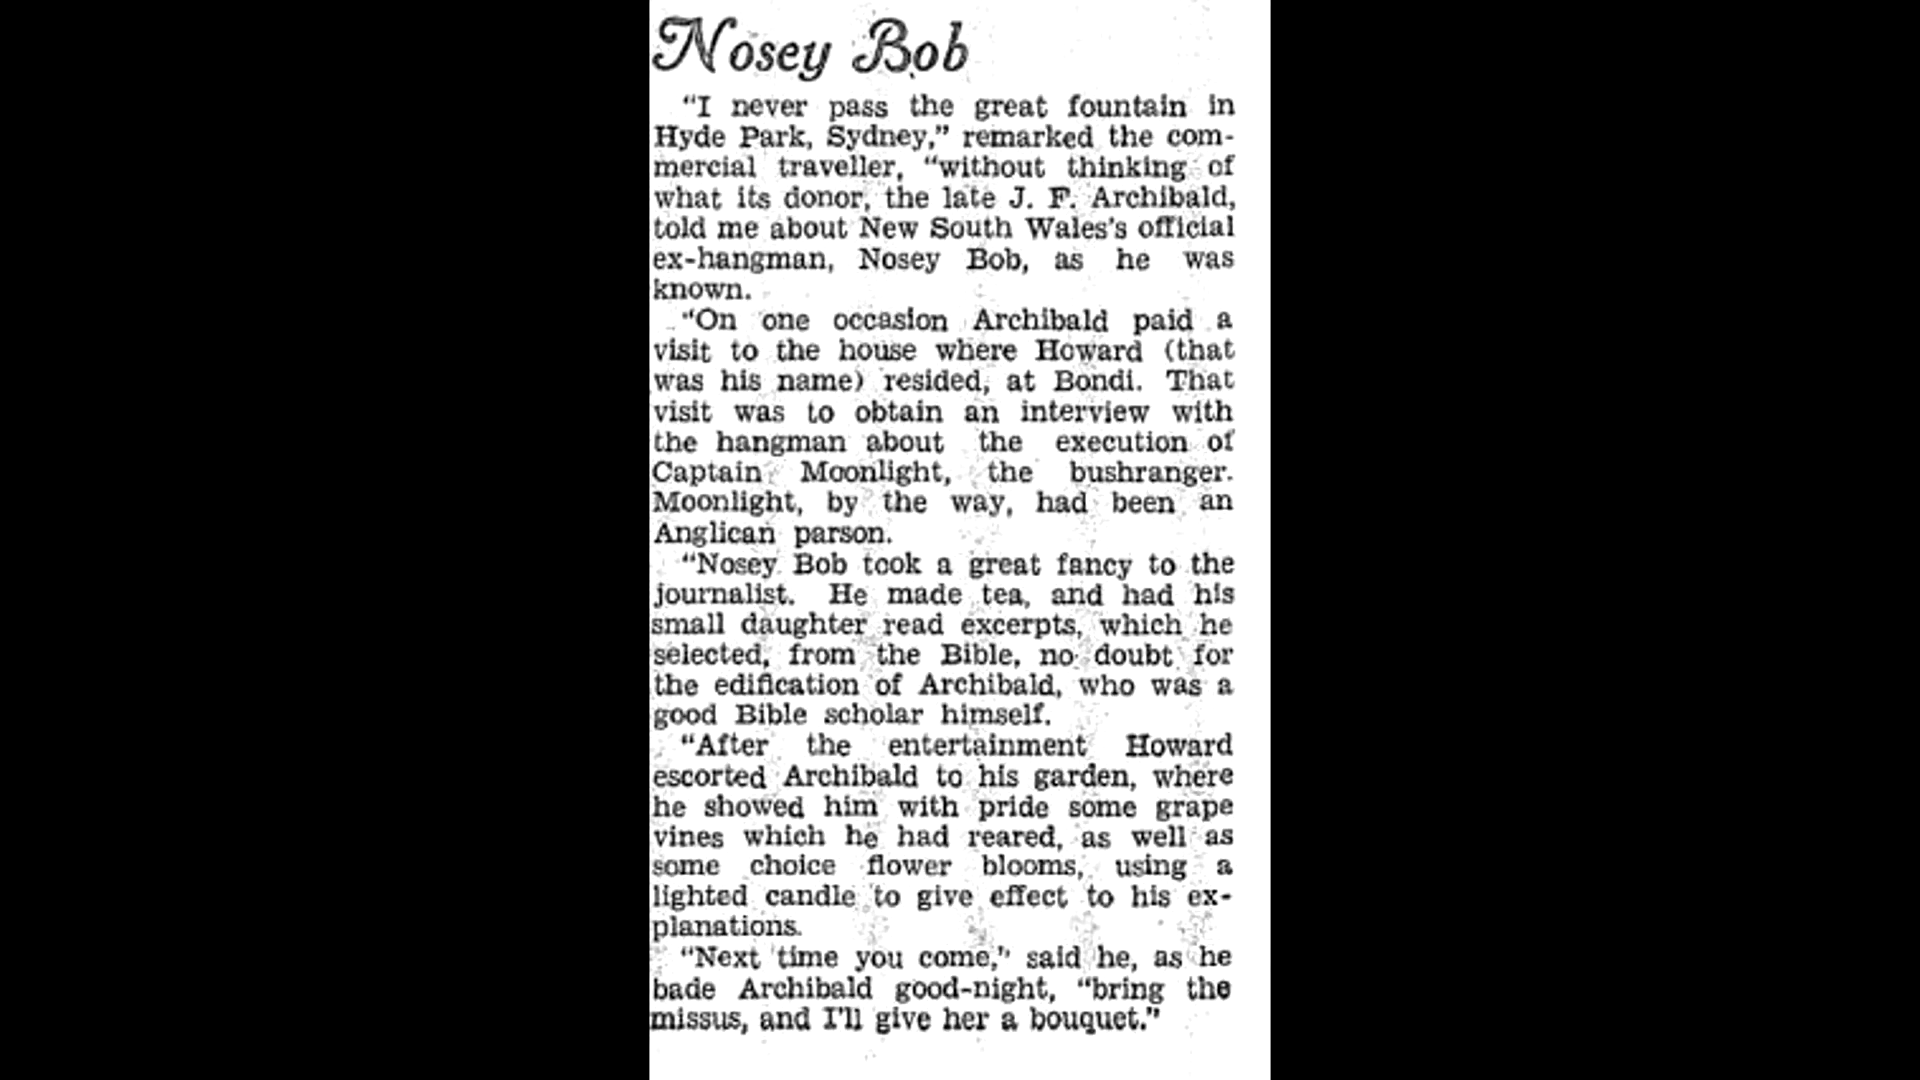 Nosey Bob
"I never pass the great fountain in
Hyde Park, Sydney," remarked the com-
mercial traveller, "without thinking of
what its donor, the late J. F. Archibald,
told me about New South Wales's official
ex-hangman, Nosey Bob, as he was
known.
"On one occasion Archibald paid a
visit to the house where Howard (that
was his name) resided, at Bondi. That
visit was to obtain an interview with
the hangman about the execution of
Captain Moonlight, the bushranger.
Moonlight, by the way, had been an
Anglican parson.
"Nosey Bob took a great fancy to the
journalist. He made tea, and had his
small daughter read excerpts, which he
selected, from the Bible, no doubt for
the edification of Archibald, who was a
good Bible scholar himself.
"After the entertainment Howard
escorted Archibald to his garden, where
he showed him with pride some grape
vines which he had reared, as well as
some choice flower blooms, using a
lighted candle to give effect to his ex-
planations.
"Next time you come," said he, as he
bade Archibald good-night, "bring the
missus, and I'll give her a bouquet."